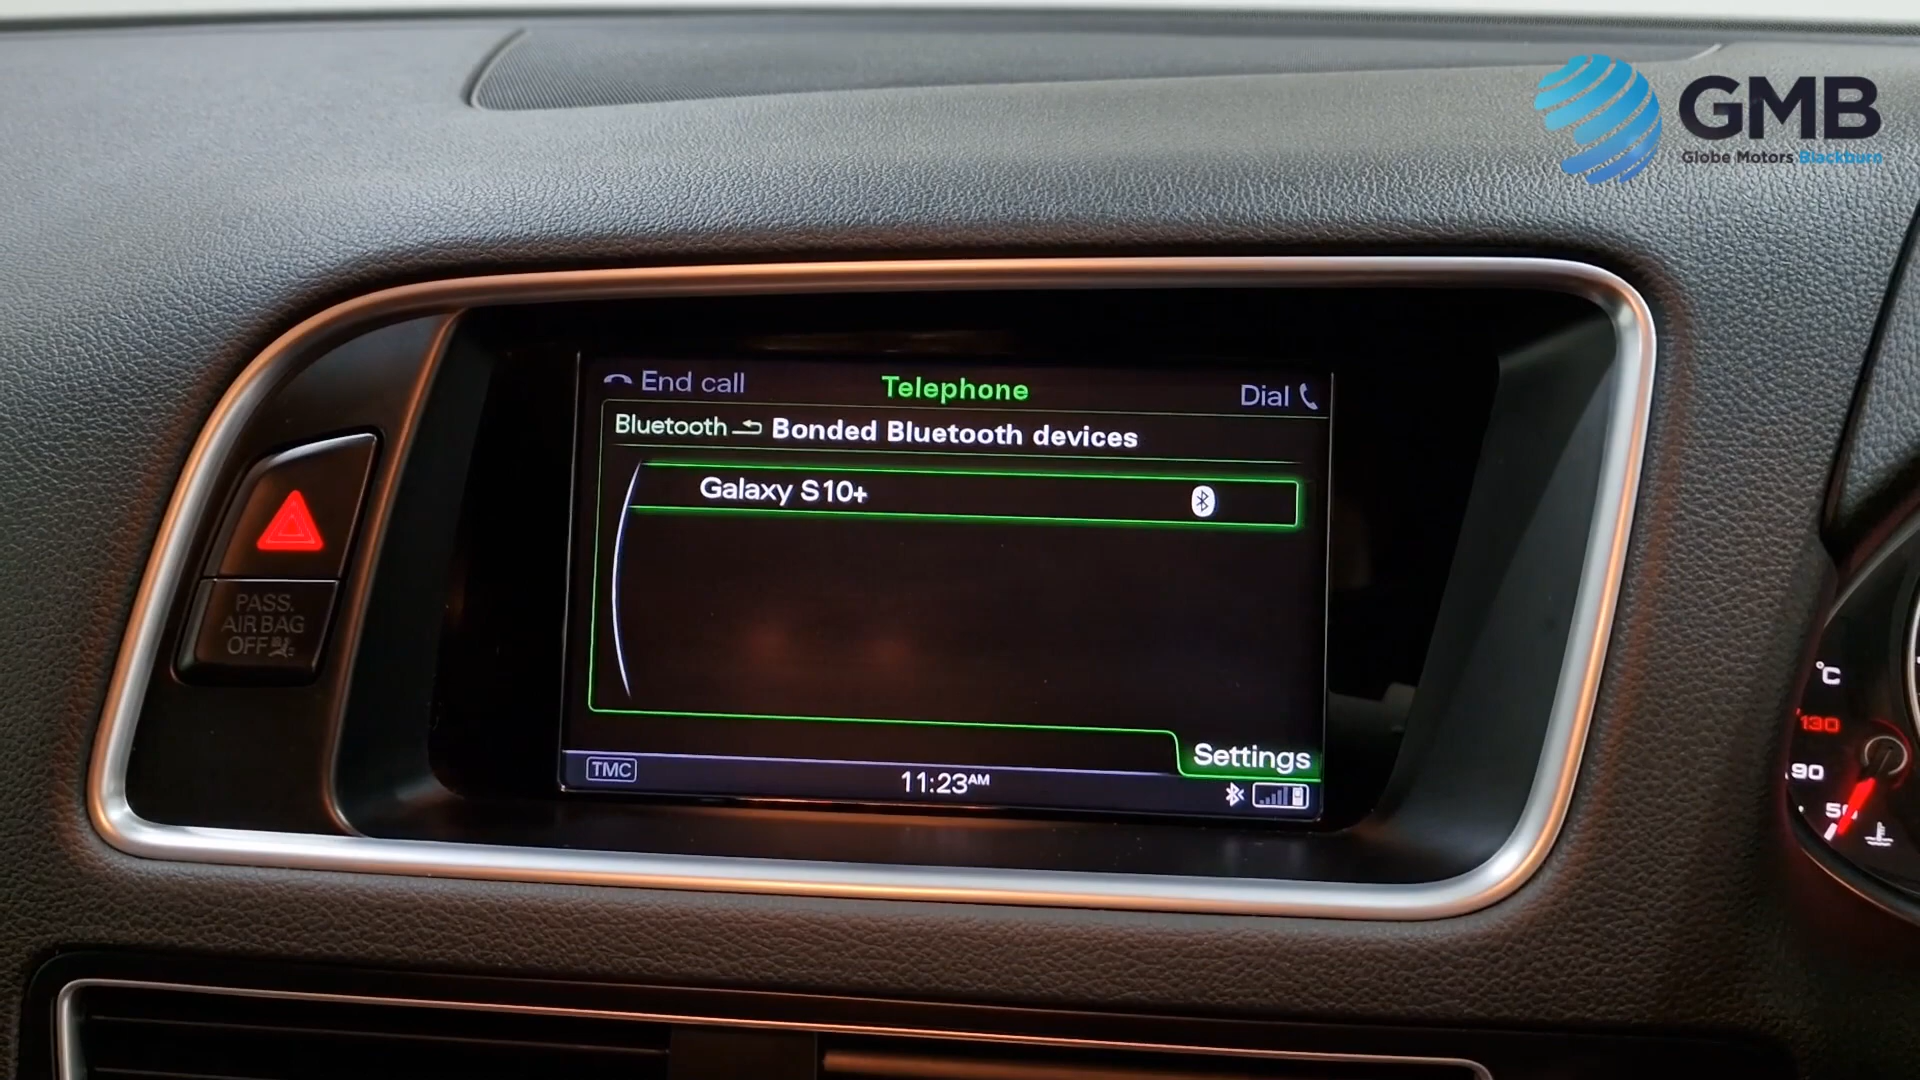 GMB
Globe Motors Blackburn
End call
Telephone
Dial
Bluetooth
Bonded Bluetooth devices
Galaxy S10+
PASS.
AIR BAG
OFF
Settings
TMC
11:23AM
°C
130
90
50